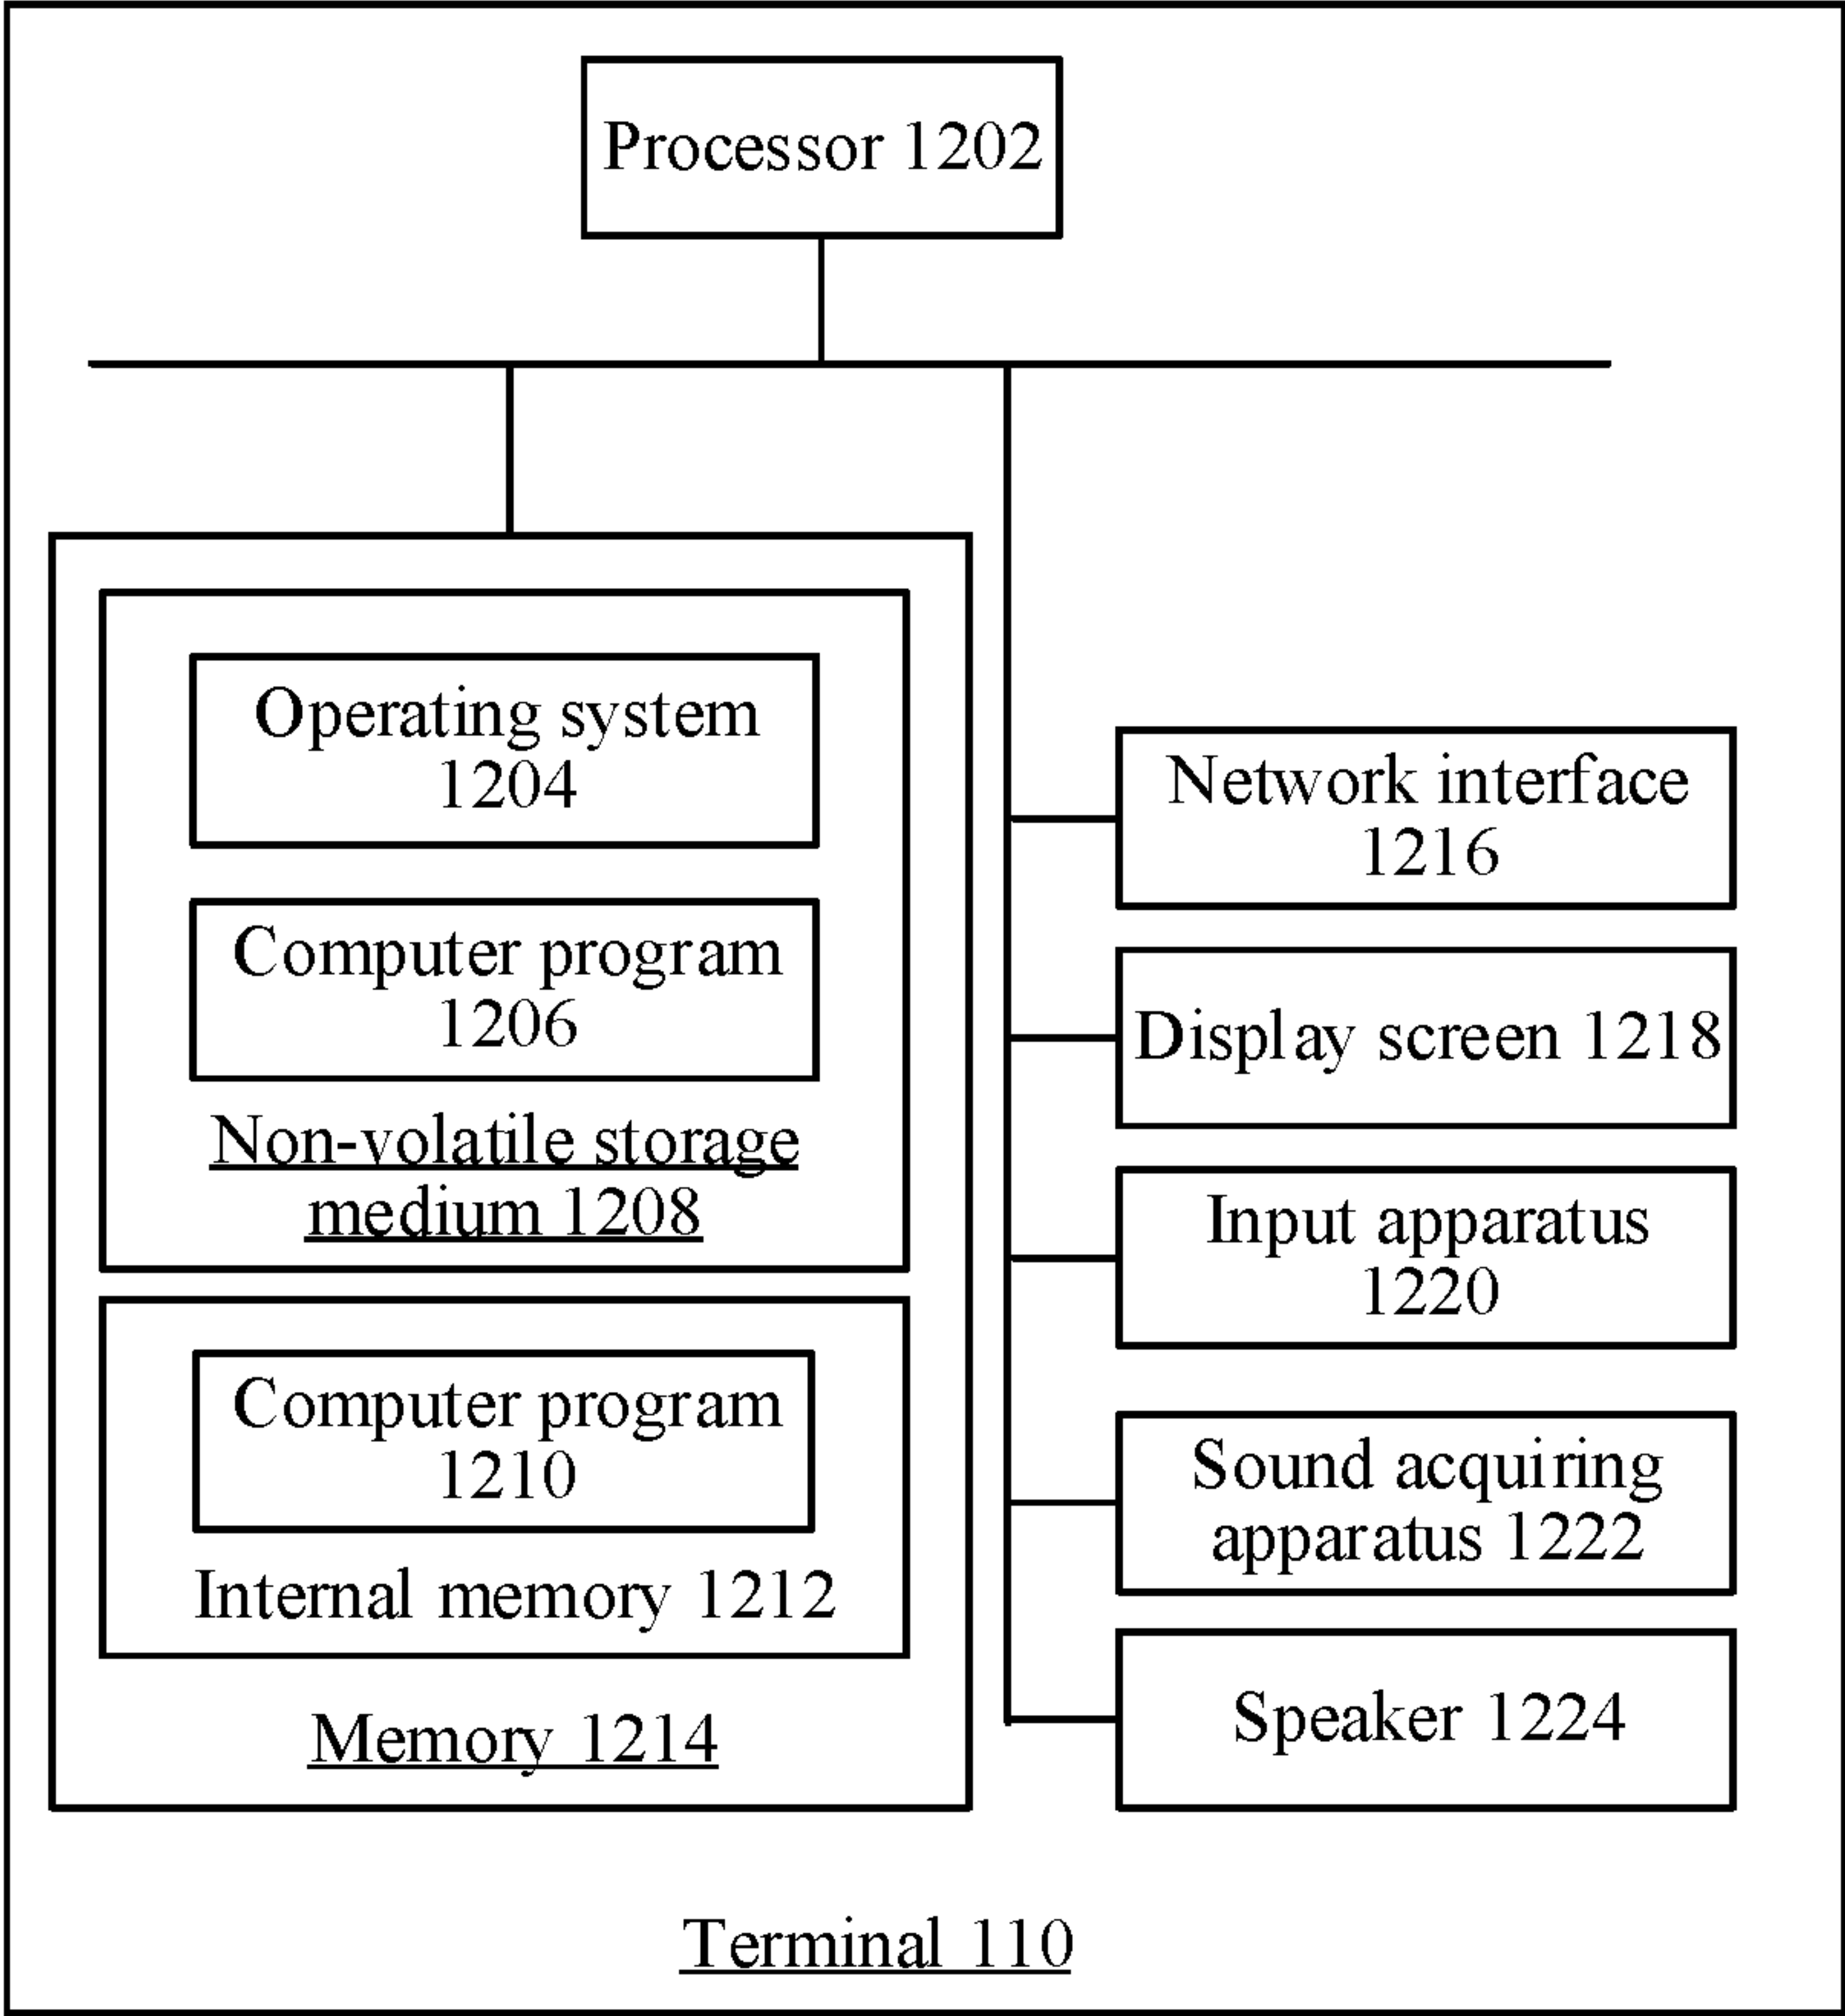 Processor 1202
Operating system
1204
Computer program
1206
Non-volatile storage
medium 1208
Computer program
1210
Internal memory 1212
Memory 1214
Network interface
1216
Display screen 1218
Input apparatus
1220
Sound acquiring
apparatus 1222
Speaker 1224
Terminal 110